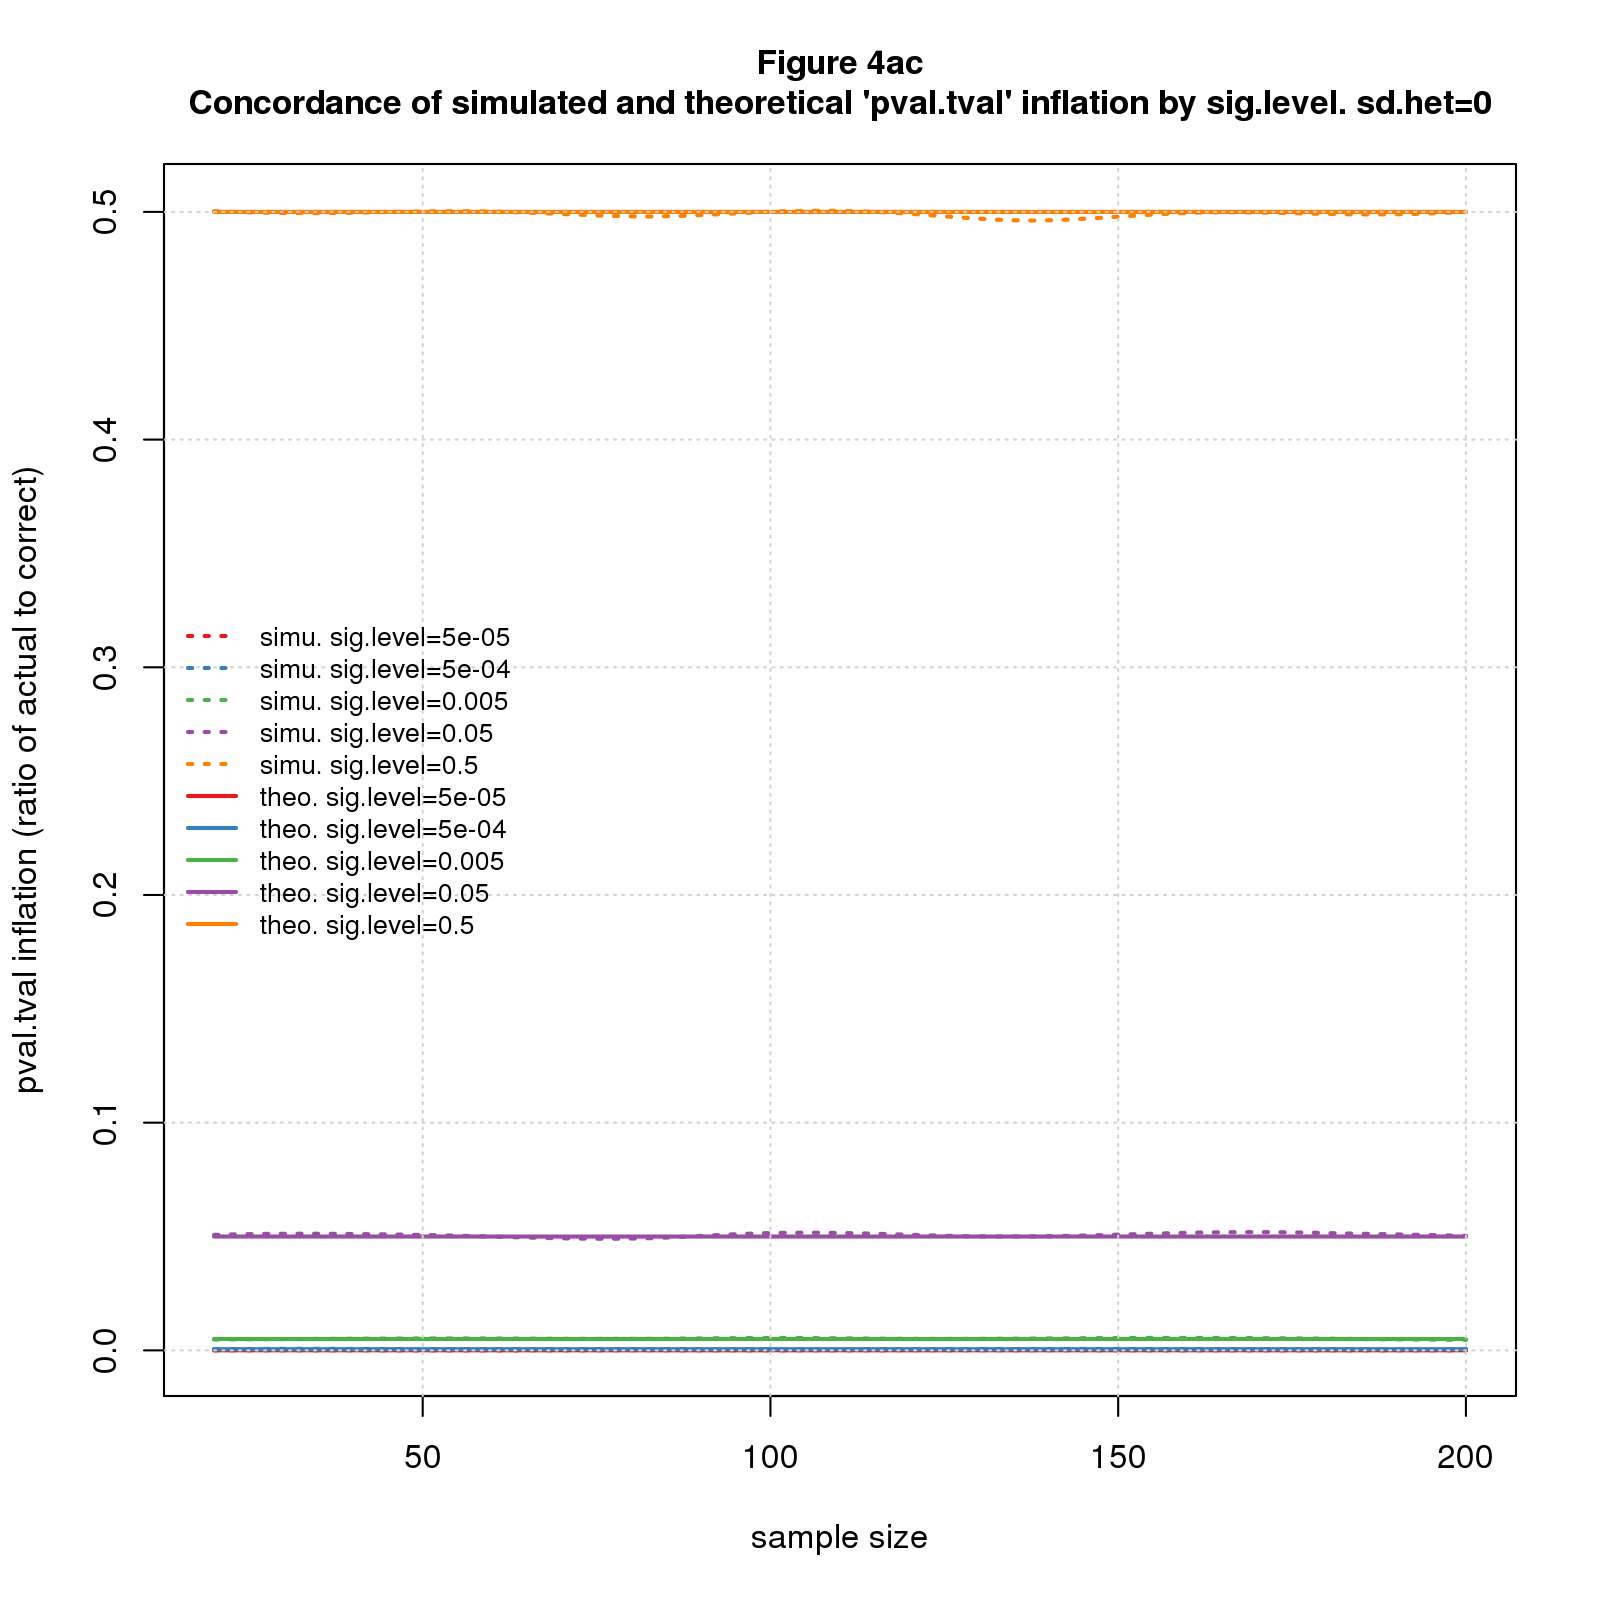 Figure 4ac
Concordance of simulated and theoretical 'pval.tval' inflation by sig.level. sd.het=0
pval.tval inflation (ratio of actual to correct)
0.5
0.4
0.3
0.2
0.1
0.0
simu. sig.level=5e-05
simu. sig.level=5e-04
simu. sig.level=0.005
simu. sig.level=0.05
simu. sig.level=0.5
theo. sig.level=5e-05
theo. sig.level=5e-04
theo. sig.level=0.005
theo. sig.level=0.05
theo. sig.level=0.5
50 100 150 200
sample size